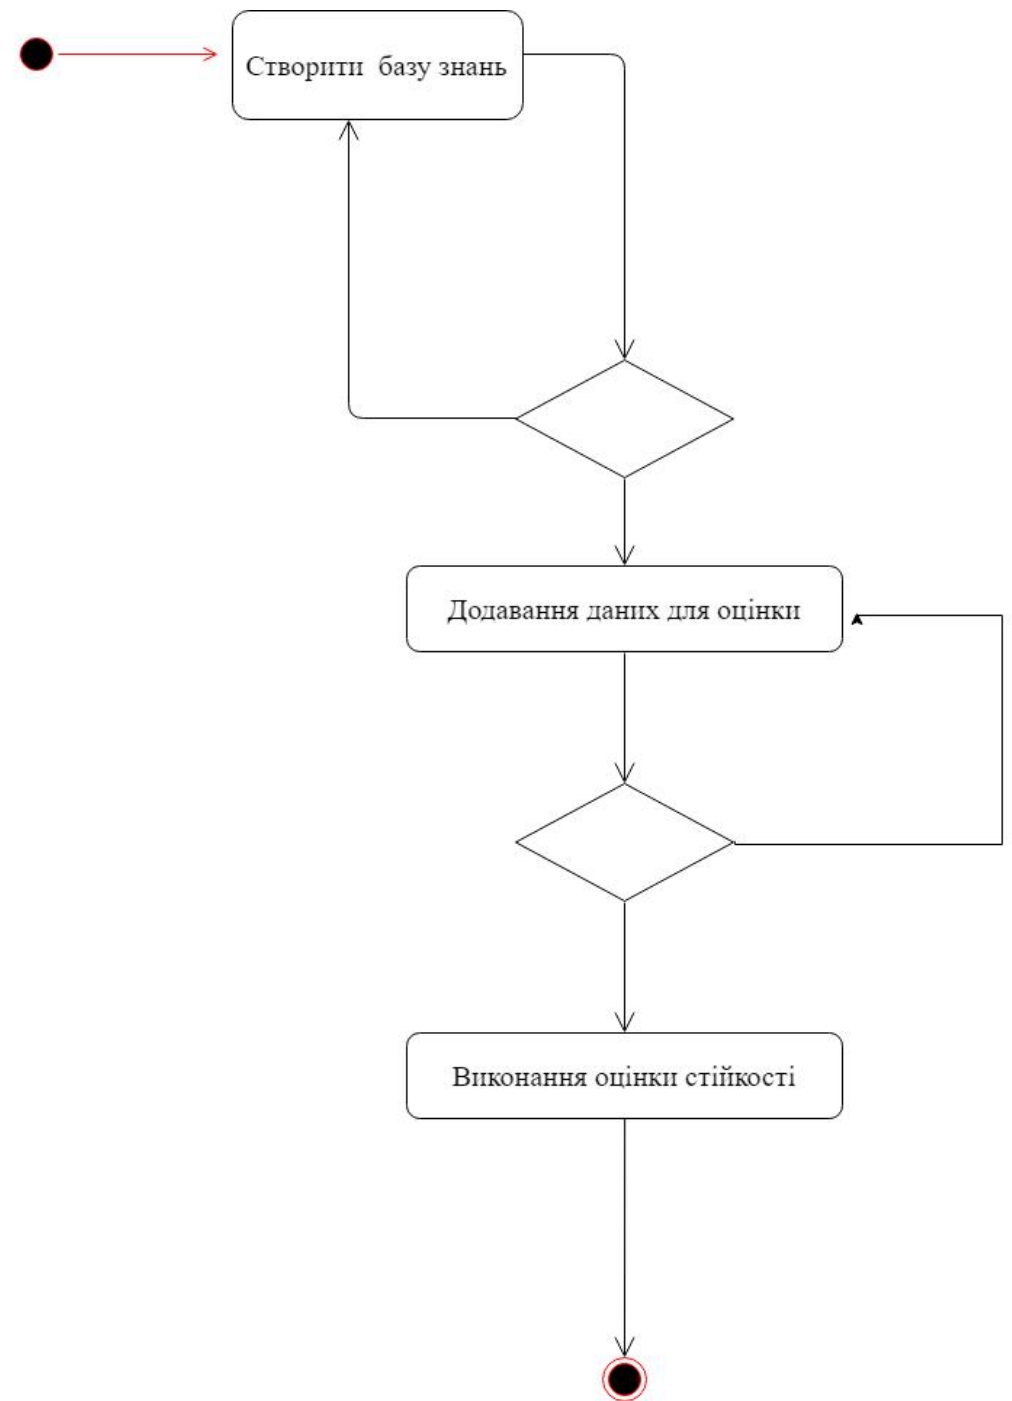 Створити базу знань
Додавання даних для оцінки
Виконання оцінки стійкості